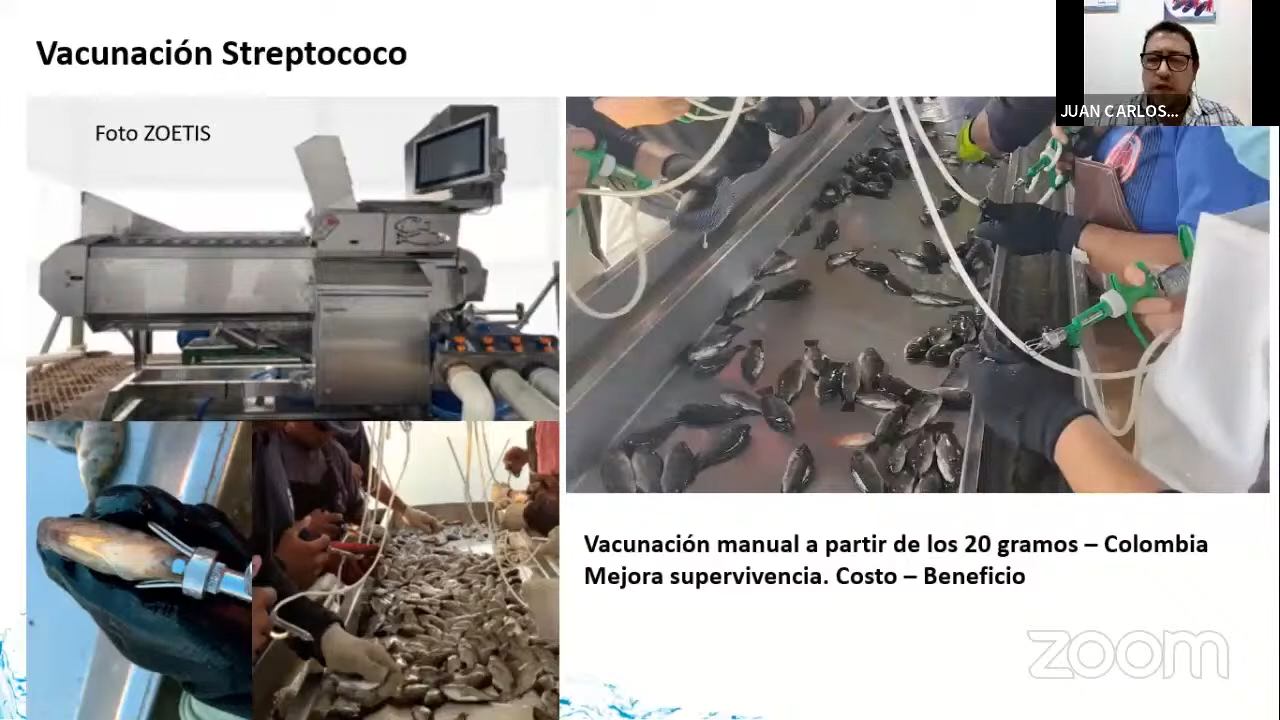 Vacunación Streptococo
Foto ZOETIS
JUAN CARLOS...
Vacunación manual a partir de los 20 gramos – Colombia
Mejora supervivencia. Costo – Beneficio
zoom